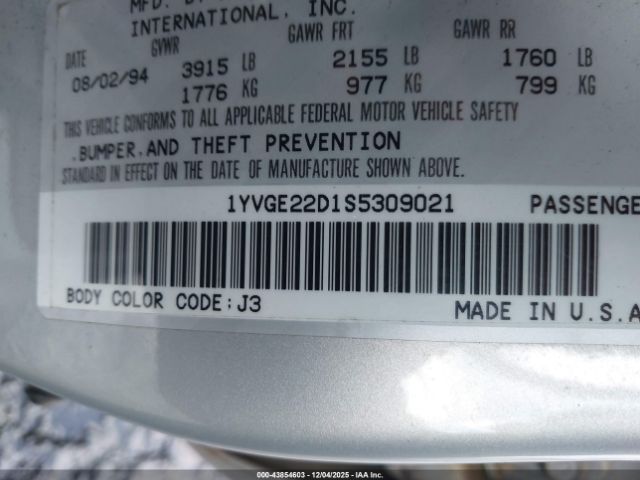 INTERNATIONAL, INC.
GVWR GAWR FRT GAWR RR
DATE 3915 LB 2155 LB 1760 LB
08/02/94 1776 KG 977 KG 799 KG
THIS VEHICLE CONFORMS TO ALL APPLICABLE FEDERAL MOTOR VEHICLE SAFETY
.BUMPER.AND THEFT PREVENTION
STANDARDS IN EFFECT ON THE DATE OF MANUFACTURE SHOWN ABOVE.
1YVGE22D1S5309021 PASSENGE
BODY COLOR CODE:J3 MADE IN U.S.A
000-43854603 - 12/04/2025 - IAA Inc.